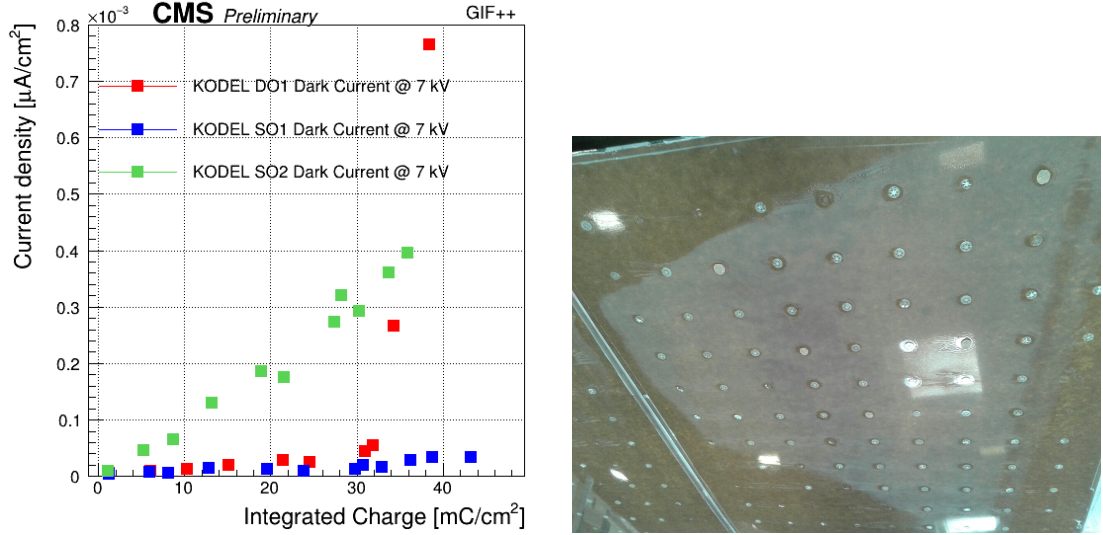 ×10⁻³ CMS Preliminary GIF++
0.8
0.7
0.6
0.5
0.4
0.3
0.2
0.1
0
Current density [μA/cm²]
KODEL DO1 Dark Current @ 7 kV
KODEL SO1 Dark Current @ 7 kV
KODEL SO2 Dark Current @ 7 kV
0 10 20 30 40
Integrated Charge [mC/cm²]